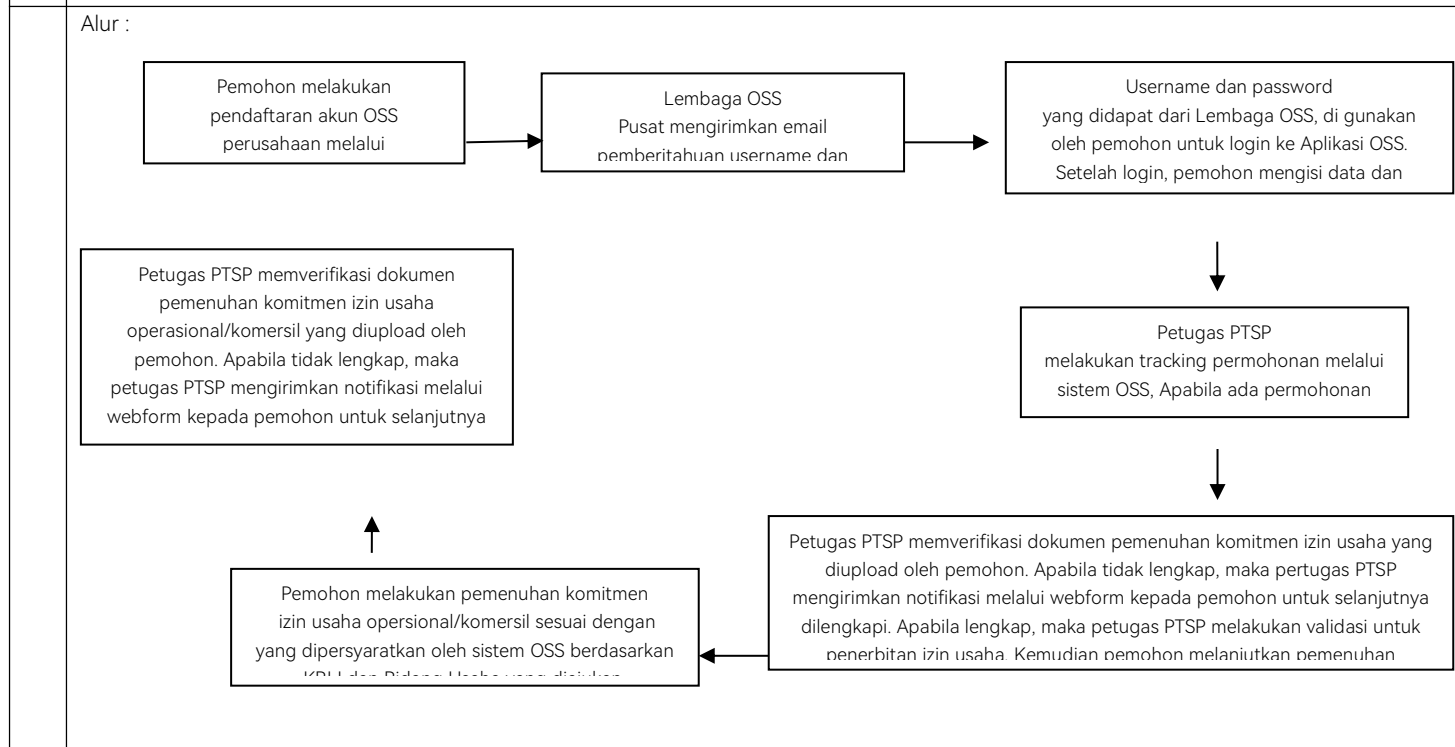 Alur :
Pemohon melakukan
pendaftaran akun OSS
perusahaan melalui
Lembaga OSS
Pusat mengirimkan email
pemberitahuan username dan
Username dan password
yang didapat dari Lembaga OSS, di gunakan
oleh pemohon untuk login ke Aplikasi OSS.
Setelah login, pemohon mengisi data dan
Petugas PTSP
melakukan tracking permohonan melalui
sistem OSS, Apabila ada permohonan
Petugas PTSP memverifikasi dokumen pemenuhan komitmen izin usaha yang
diupload oleh pemohon. Apabila tidak lengkap, maka pertugas PTSP
mengirimkan notifikasi melalui webform kepada pemohon untuk selanjutnya
dilengkapi. Apabila lengkap, maka petugas PTSP melakukan validasi untuk
penerbitan izin usaha. Kemudian pemohon melanjutkan pemenuhan
Pemohon melakukan pemenuhan komitmen
izin usaha opersional/komersil sesuai dengan
yang dipersyaratkan oleh sistem OSS berdasarkan
KBLI dan Bidang Usaha yang diajukan
Petugas PTSP memverifikasi dokumen
pemenuhan komitmen izin usaha
operasional/komersil yang diupload oleh
pemohon. Apabila tidak lengkap, maka
petugas PTSP mengirimkan notifikasi melalui
webform kepada pemohon untuk selanjutnya